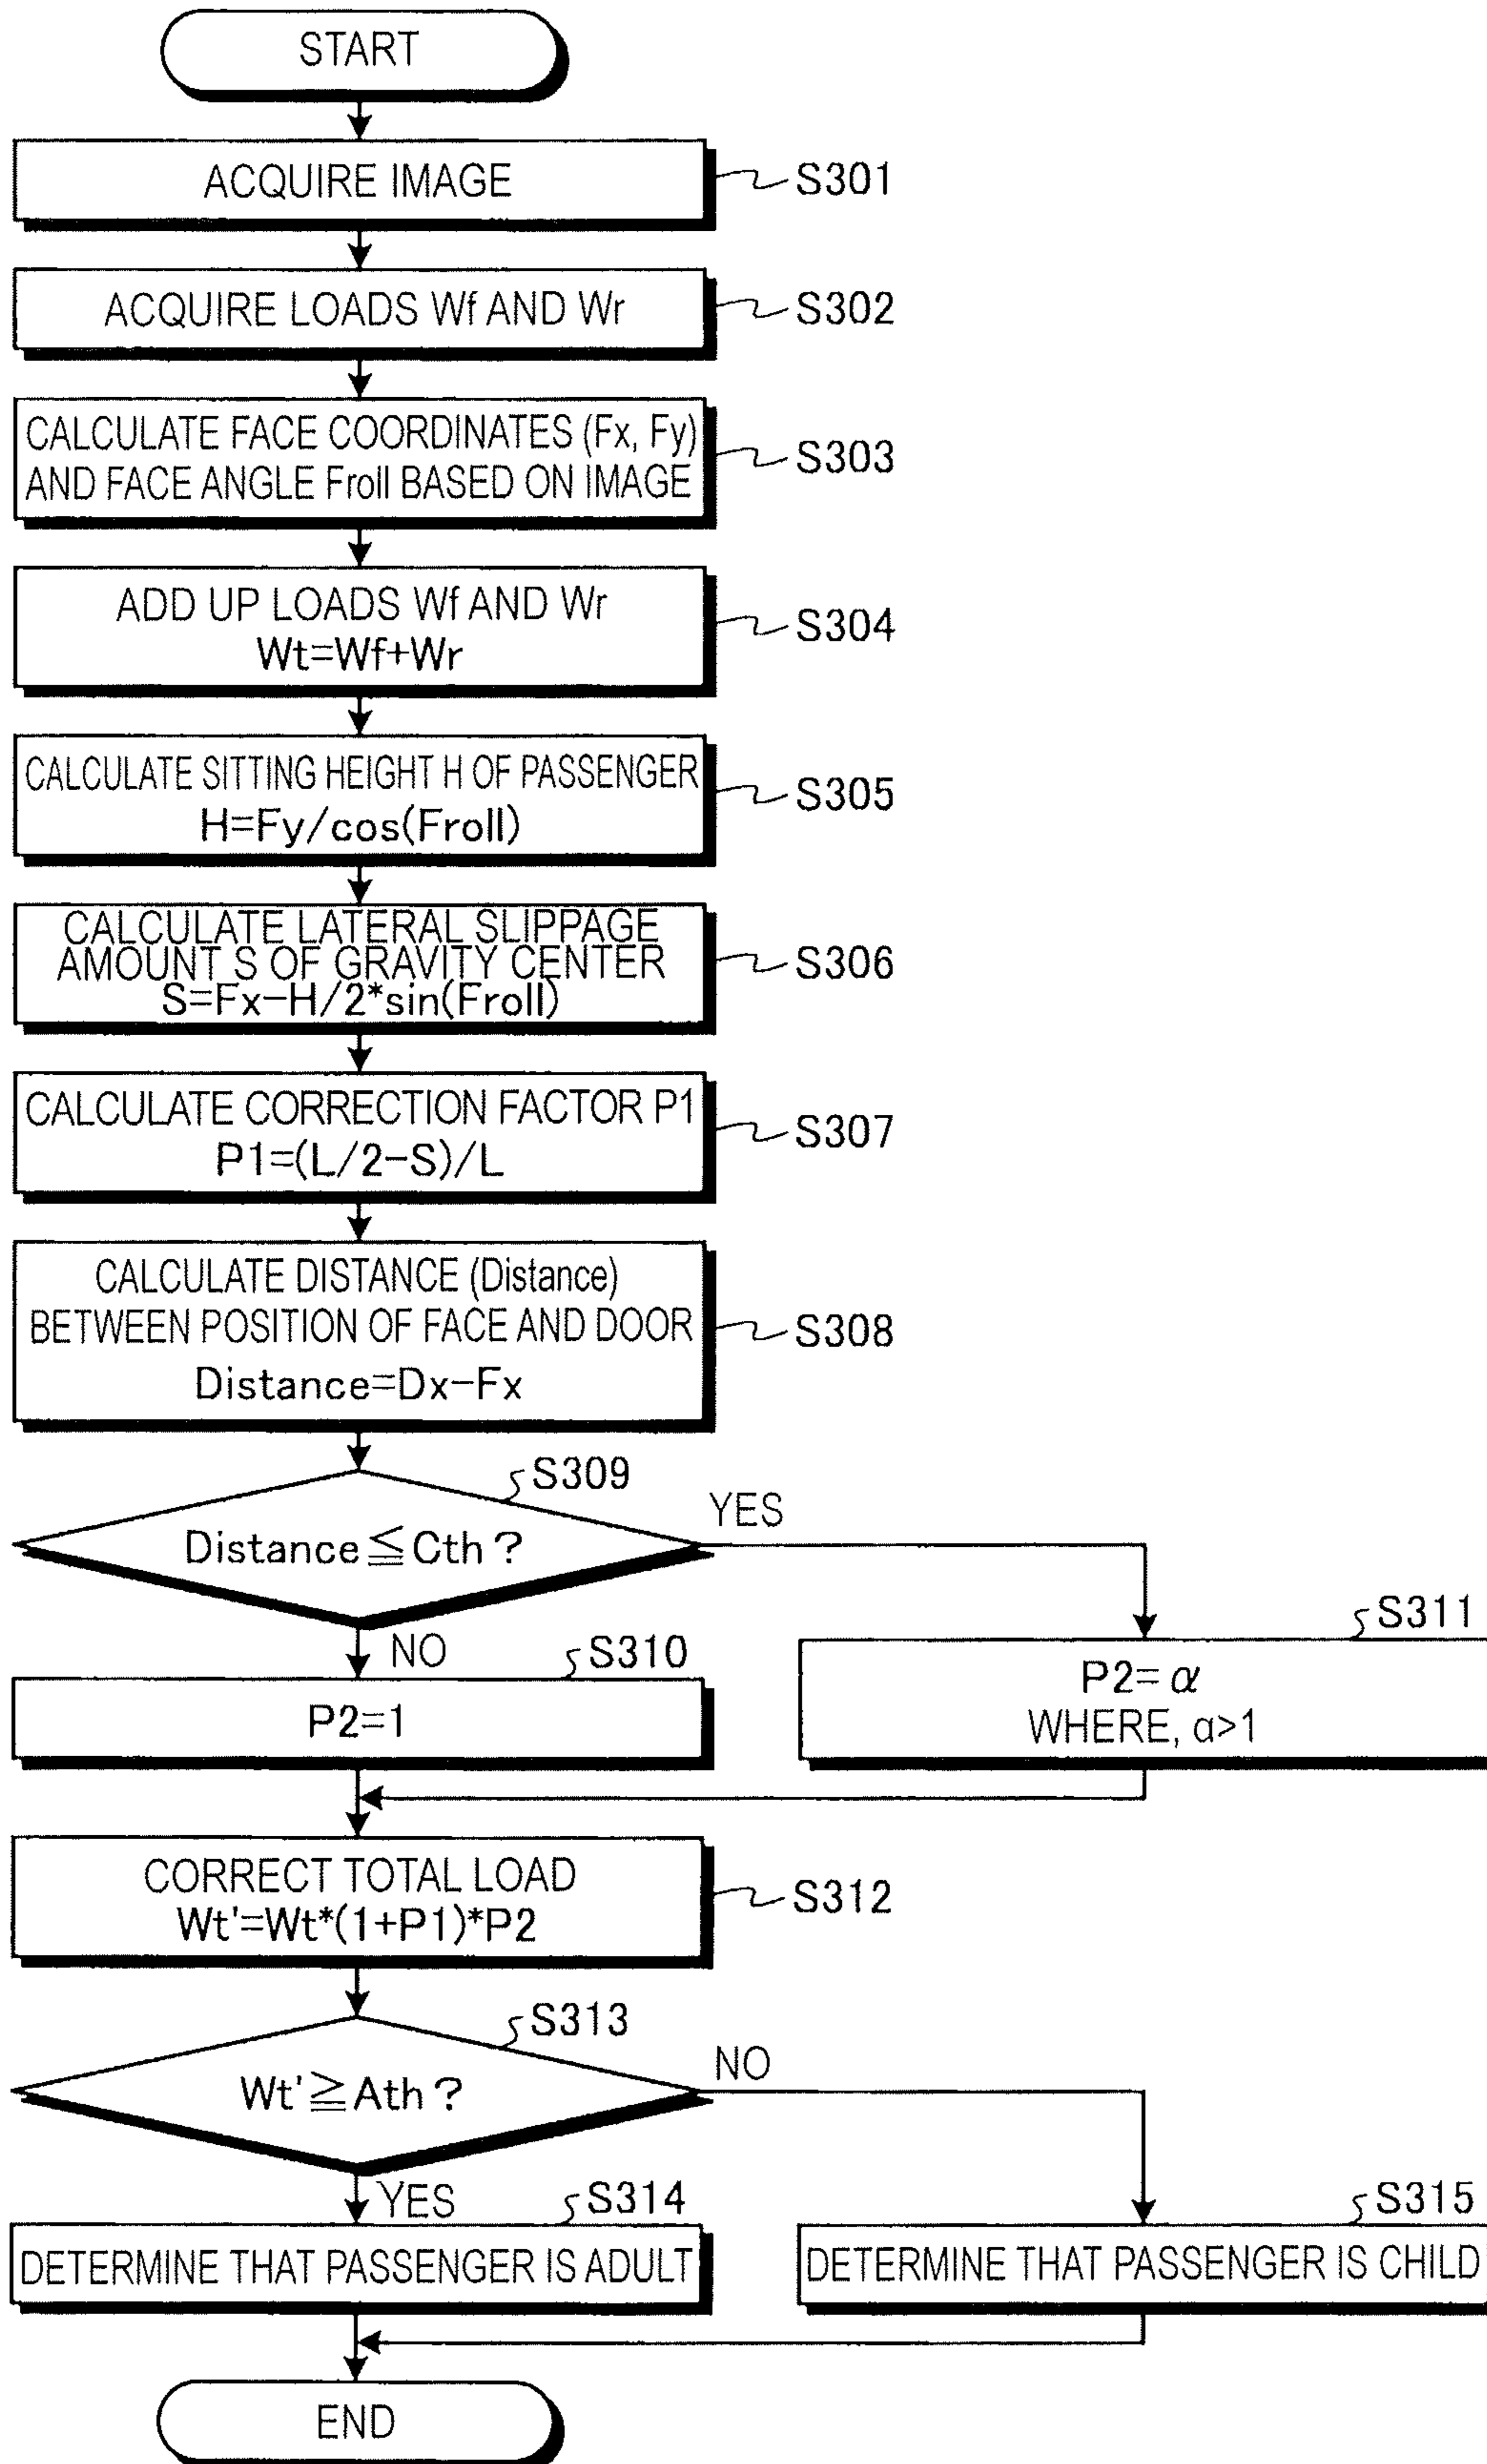 START
ACQUIRE IMAGE
S301
ACQUIRE LOADS Wf AND Wr
S302
CALCULATE FACE COORDINATES (Fx, Fy)
AND FACE ANGLE Froll BASED ON IMAGE
S303
ADD UP LOADS Wf AND Wr
Wt=Wf+Wr
S304
CALCULATE SITTING HEIGHT H OF PASSENGER
H=Fy/cos(Froll)
S305
CALCULATE LATERAL SLIPPAGE
AMOUNT S OF GRAVITY CENTER
S=Fx-H/2*sin(Froll)
S306
CALCULATE CORRECTION FACTOR P1
P1=(L/2-S)/L
S307
CALCULATE DISTANCE (Distance)
BETWEEN POSITION OF FACE AND DOOR
Distance=Dx-Fx
S308
S309
Distance≦Cth?
YES
NO
S310
P2=1
S311
P2=α
WHERE, α>1
CORRECT TOTAL LOAD
Wt'=Wt*(1+P1)*P2
S312
S313
Wt'≧Ath?
NO
YES
S314
DETERMINE THAT PASSENGER IS ADULT
S315
DETERMINE THAT PASSENGER IS CHILD
END